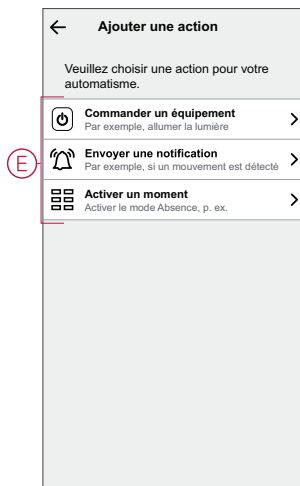 Ajouter une action
Veuillez choisir une action pour votre
automatisme.
Commander un équipement
Par exemple, allumer la lumière
Envoyer une notification
Par exemple, si un mouvement est détecté
Activer un moment
Activer le mode Absence, p. ex.
E